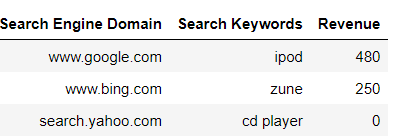 Search Engine Domain Search Keywords Revenue
www.google.com ipod 480
www.bing.com zune 250
search.yahoo.com cd player 0